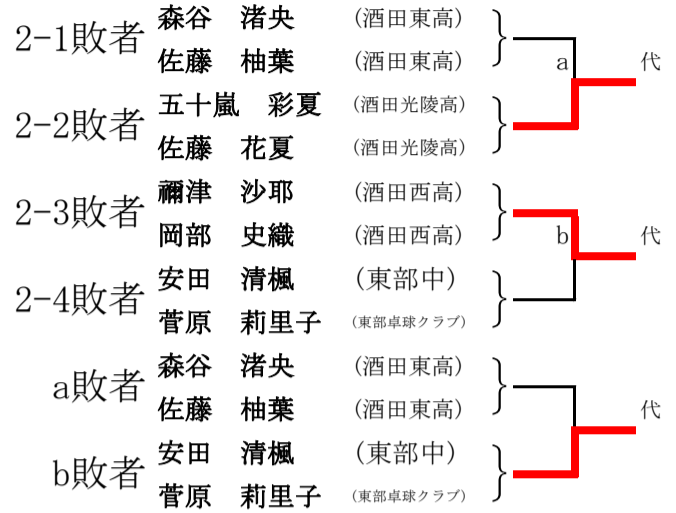 2-1敗者 森谷 渚央 (酒田東高)
佐藤 柚葉 (酒田東高)
a 代
2-2敗者 五十嵐 彩夏 (酒田光陵高)
佐藤 花夏 (酒田光陵高)
2-3敗者 禰津 沙耶 (酒田西高)
岡部 史織 (酒田西高)
b 代
2-4敗者 安田 清楓 (東部中)
菅原 莉里子 (東部卓球クラブ)
a敗者 森谷 渚央 (酒田東高)
佐藤 柚葉 (酒田東高)
代
b敗者 安田 清楓 (東部中)
菅原 莉里子 (東部卓球クラブ)